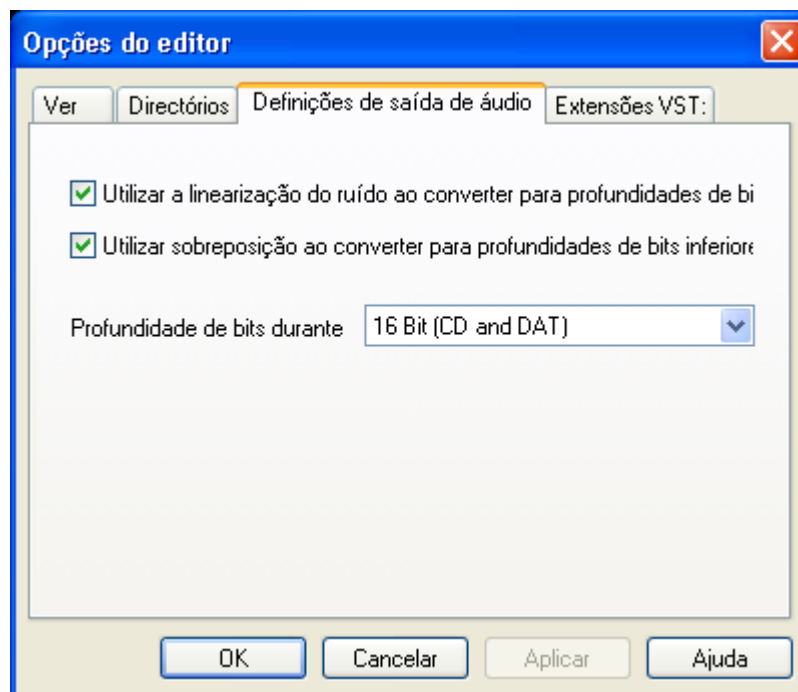 Opções do editor
Ver Directórios Definições de saída de áudio Extensões VST:
Utilizar a linearização do ruído ao converter para profundidades de bi
Utilizar sobreposição ao converter para profundidades de bits inferiore
Profundidade de bits durante 16 Bit (CD and DAT)
OK Cancelar Aplicar Ajuda